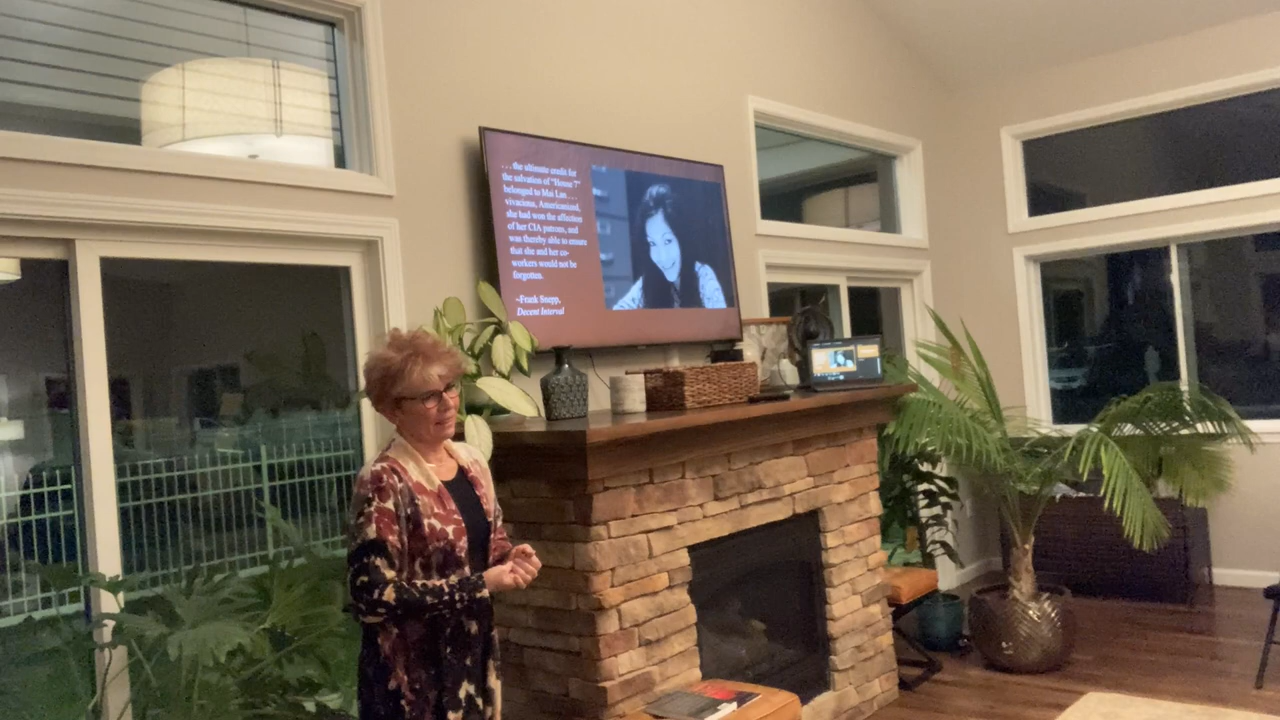 . . . the ultimate credit for
the salvation of "House 7"
belonged to Mai Lan . . . .
vivacious, Americanized,
she had won the affection
of her CIA patrons, and
was thereby able to ensure
that she and her co-
workers would not be
forgotten.
~Frank Snepp,
Decent Interval